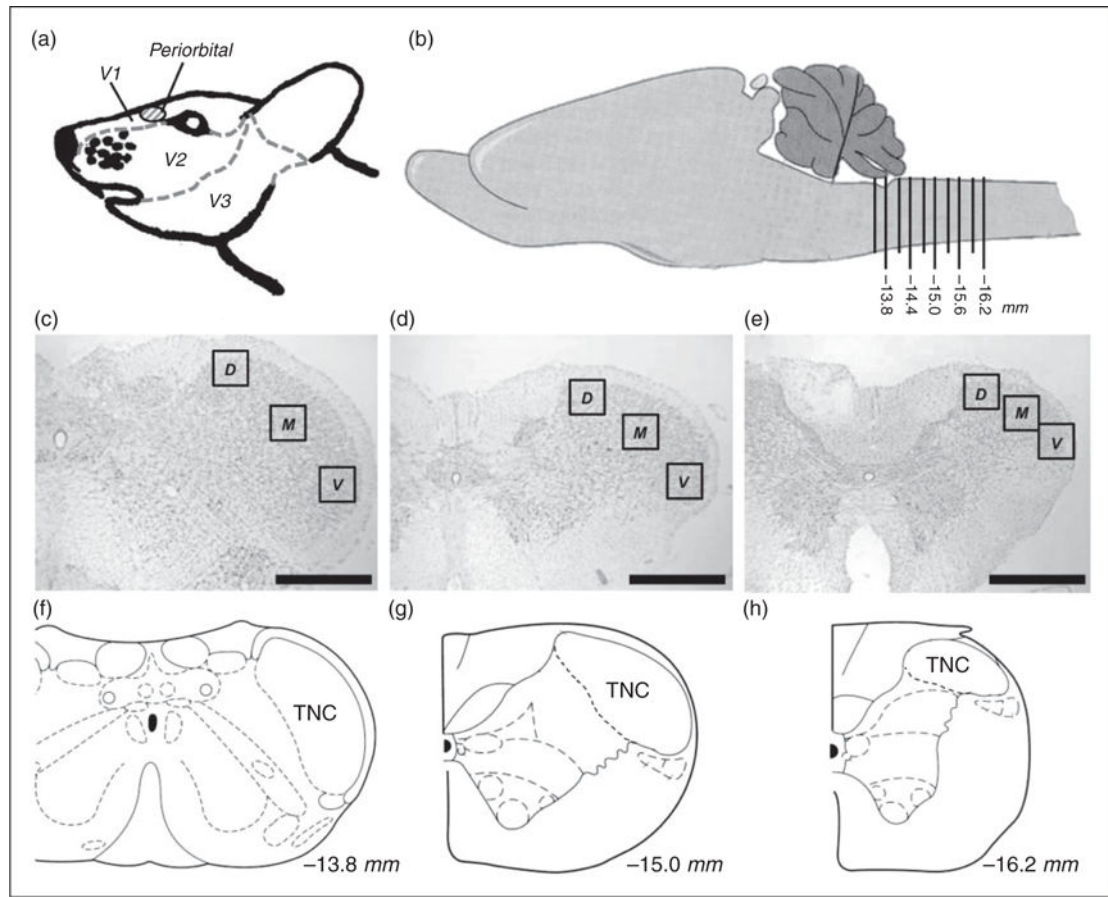 (a)
Periorbital
V1
V2
V3
(b)
–13.8
–14.4
–15.0
–15.6
–16.2
mm
(c)
D
M
V
(d)
D
M
V
(e)
D
M
V
(f)
TNC
–13.8 mm
(g)
TNC
–15.0 mm
(h)
TNC
–16.2 mm